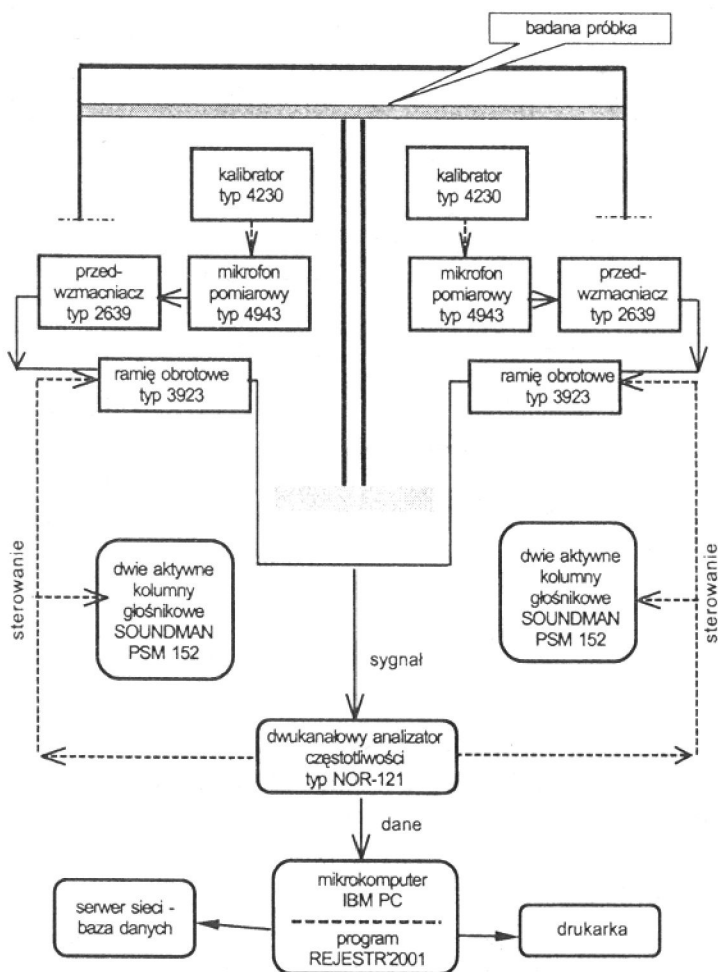 badana próbka
kalibrator
typ 4230
kalibrator
typ 4230
przed-
wzmacniacz
typ 2639
mikrofon
pomiarowy
typ 4943
mikrofon
pomiarowy
typ 4943
przed-
wzmacniacz
typ 2639
ramię obrotowe
typ 3923
ramię obrotowe
typ 3923
sterowanie
dwie aktywne
kolumny
głośnikowe
SOUNDMAN
PSM 152
dwie aktywne
kolumny
głośnikowe
SOUNDMAN
PSM 152
sterowanie
sygnał
dwukanałowy analizator
częstotliwości
typ NOR-121
dane
mikrokomputer
IBM PC
program
REJESTR'2001
serwer sieci -
baza danych
drukarka